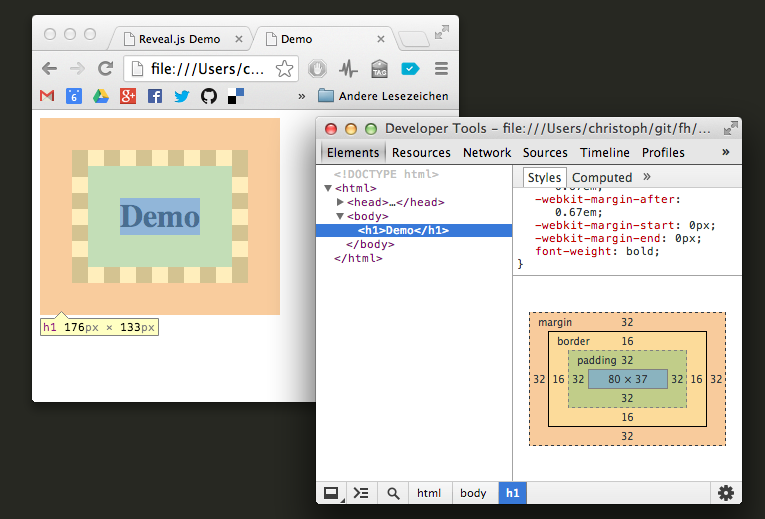 Reveal.js Demo
Demo
file:///Users/c...
TAG
6
g+
Andere Lesezeichen
Demo
h1 176px × 133px
Developer Tools - file:///Users/christoph/git/fh/...
Elements Resources Network Sources Timeline Profiles »
<!DOCTYPE html>
<html>
<head>…</head>
<body>
<h1>Demo</h1>
</body>
</html>
Styles Computed »
0.67em;
-webkit-margin-after:
0.67em;
-webkit-margin-start: 0px;
-webkit-margin-end: 0px;
font-weight: bold;
}
margin 32
border 16
padding 32
32 16 32 80 × 37 32 16 32
32
16
32
html body h1